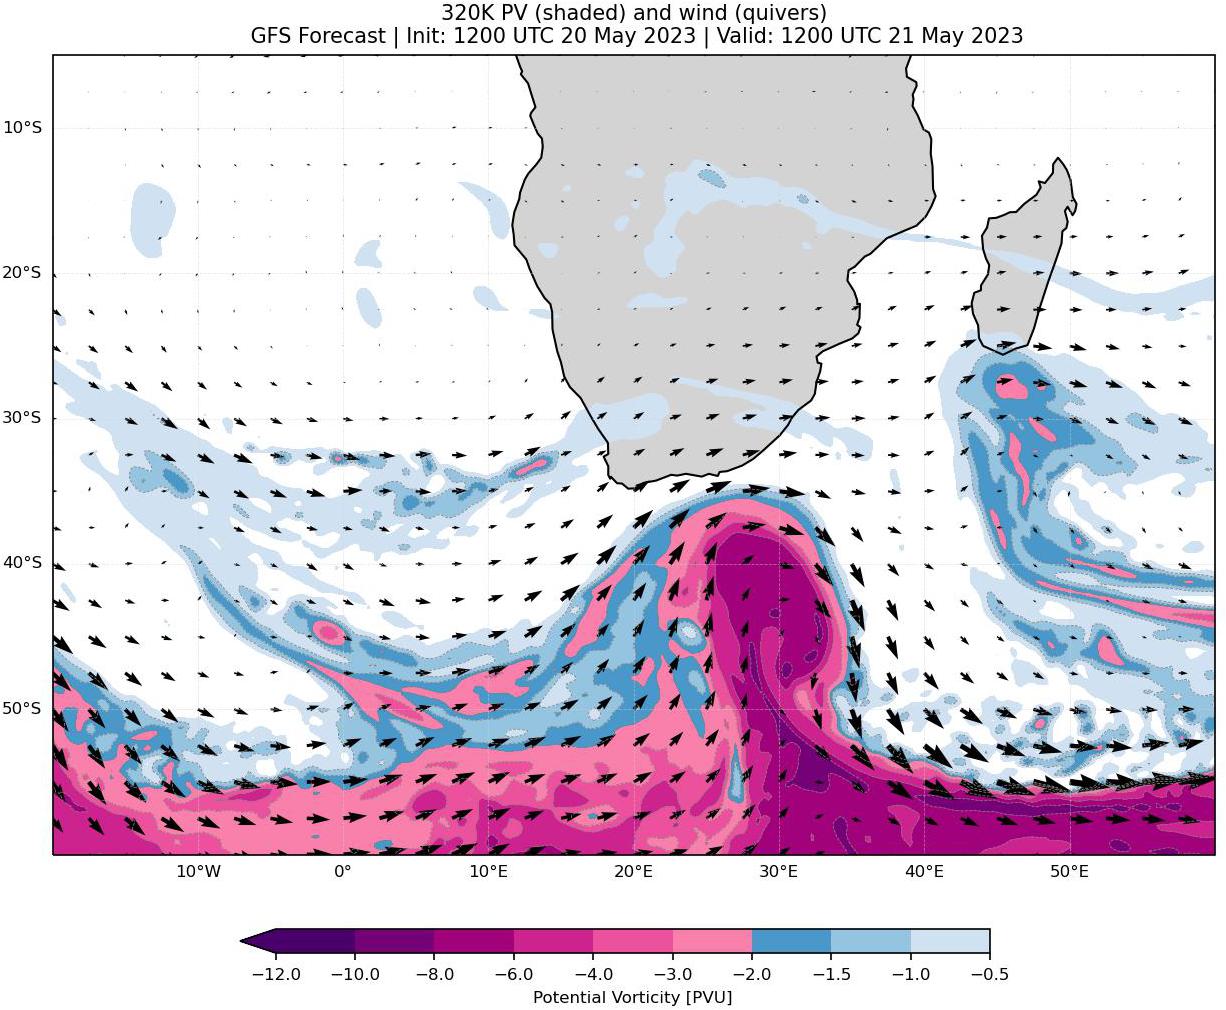 320K PV (shaded) and wind (quivers)
GFS Forecast | Init: 1200 UTC 20 May 2023 | Valid: 1200 UTC 21 May 2023
10°S
20°S
30°S
40°S
50°S
10°W 0° 10°E 20°E 30°E 40°E 50°E
−12.0 −10.0 −8.0 −6.0 −4.0 −3.0 −2.0 −1.5 −1.0 −0.5
Potential Vorticity [PVU]